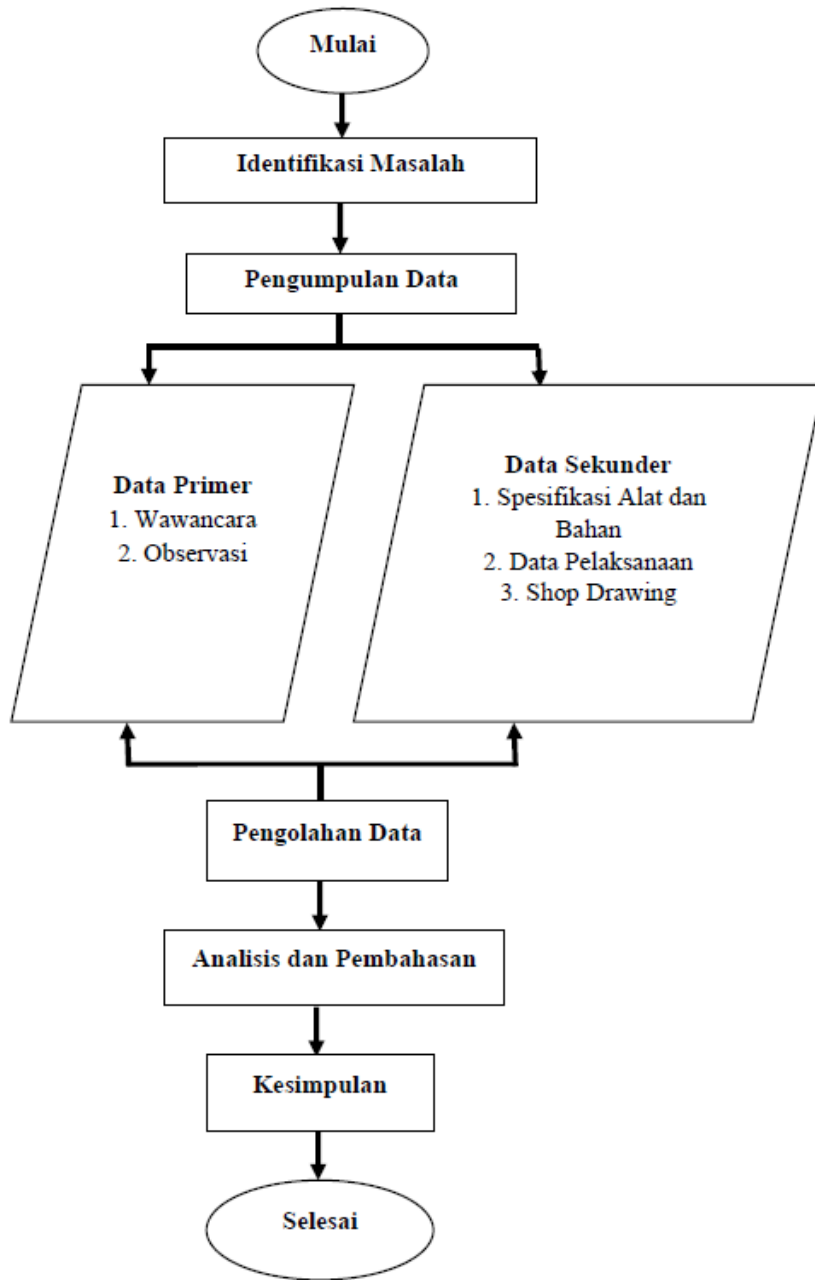 Mulai
Identifikasi Masalah
Pengumpulan Data
Data Primer
1. Wawancara
2. Observasi
Data Sekunder
1. Spesifikasi Alat dan
Bahan
2. Data Pelaksanaan
3. Shop Drawing
Pengolahan Data
Analisis dan Pembahasan
Kesimpulan
Selesai